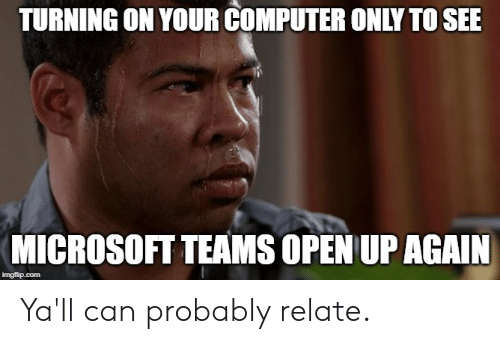 TURNING ON YOUR COMPUTER ONLY TO SEE
MICROSOFT TEAMS OPEN UP AGAIN
imgflip.com
Ya'll can probably relate.